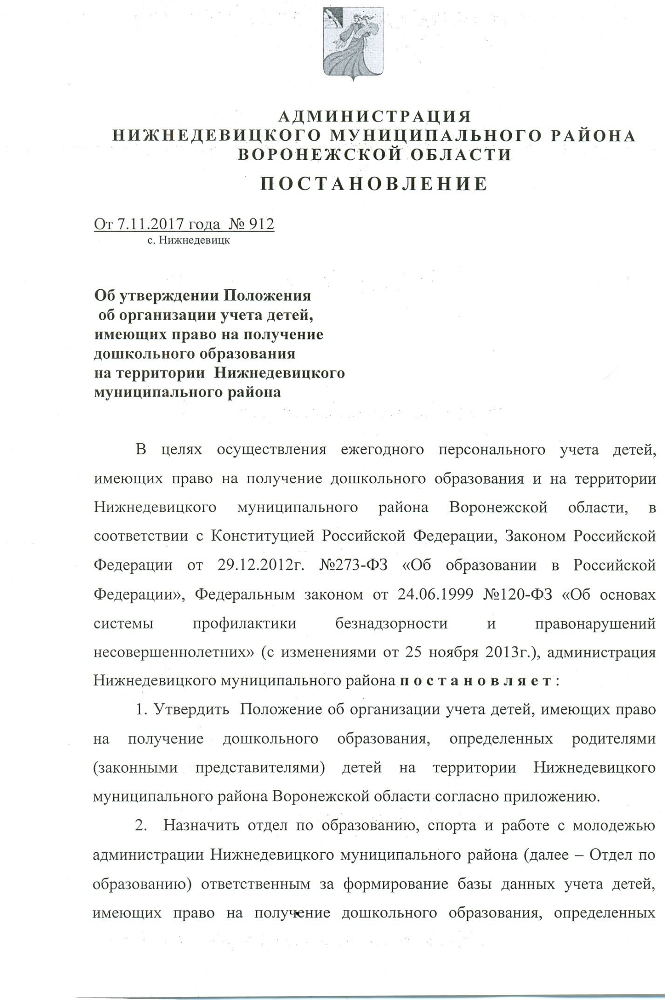 АДМИНИСТРАЦИЯ
НИЖНЕДЕВИЦКОГО МУНИЦИПАЛЬНОГО РАЙОНА
ВОРОНЕЖСКОЙ ОБЛАСТИ
ПОСТАНОВЛЕНИЕ
От 7.11.2017 года № 912
с. Нижнедевицк
Об утверждении Положения
об организации учета детей,
имеющих право на получение
дошкольного образования
на территории Нижнедевицкого
муниципального района
В целях осуществления ежегодного персонального учета детей,
имеющих право на получение дошкольного образования и на территории
Нижнедевицкого муниципального района Воронежской области, в
соответствии с Конституцией Российской Федерации, Законом Российской
Федерации от 29.12.2012г. №273-ФЗ «Об образовании в Российской
Федерации», Федеральным законом от 24.06.1999 №120-ФЗ «Об основах
системы профилактики безнадзорности и правонарушений
несовершеннолетних» (с изменениями от 25 ноября 2013г.), администрация
Нижнедевицкого муниципального района п о с т а н о в л я е т :
1. Утвердить Положение об организации учета детей, имеющих право
на получение дошкольного образования, определенных родителями
(законными представителями) детей на территории Нижнедевицкого
муниципального района Воронежской области согласно приложению.
2. Назначить отдел по образованию, спорта и работе с молодежью
администрации Нижнедевицкого муниципального района (далее – Отдел по
образованию) ответственным за формирование базы данных учета детей,
имеющих право на получение дошкольного образования, определенных